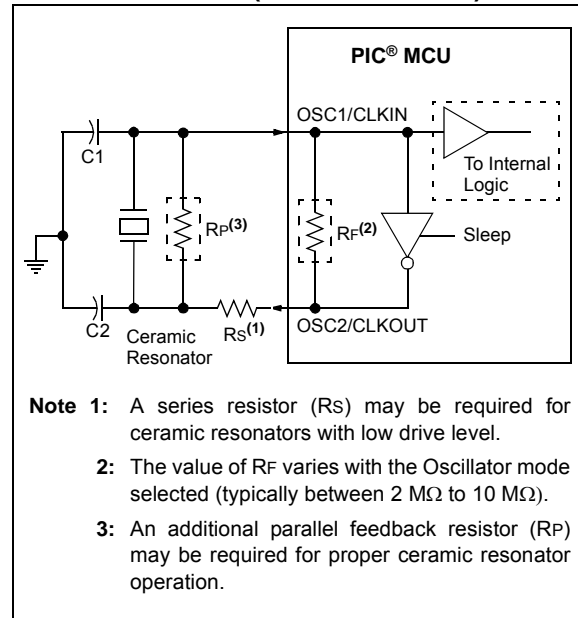 PIC® MCU
OSC1/CLKIN
C1
To Internal
Logic
RP(3)
RF(2)
Sleep
C2
Ceramic
Resonator
RS(1)
OSC2/CLKOUT
Note 1: A series resistor (RS) may be required for
ceramic resonators with low drive level.
2: The value of RF varies with the Oscillator mode
selected (typically between 2 MΩ to 10 MΩ).
3: An additional parallel feedback resistor (RP)
may be required for proper ceramic resonator
operation.